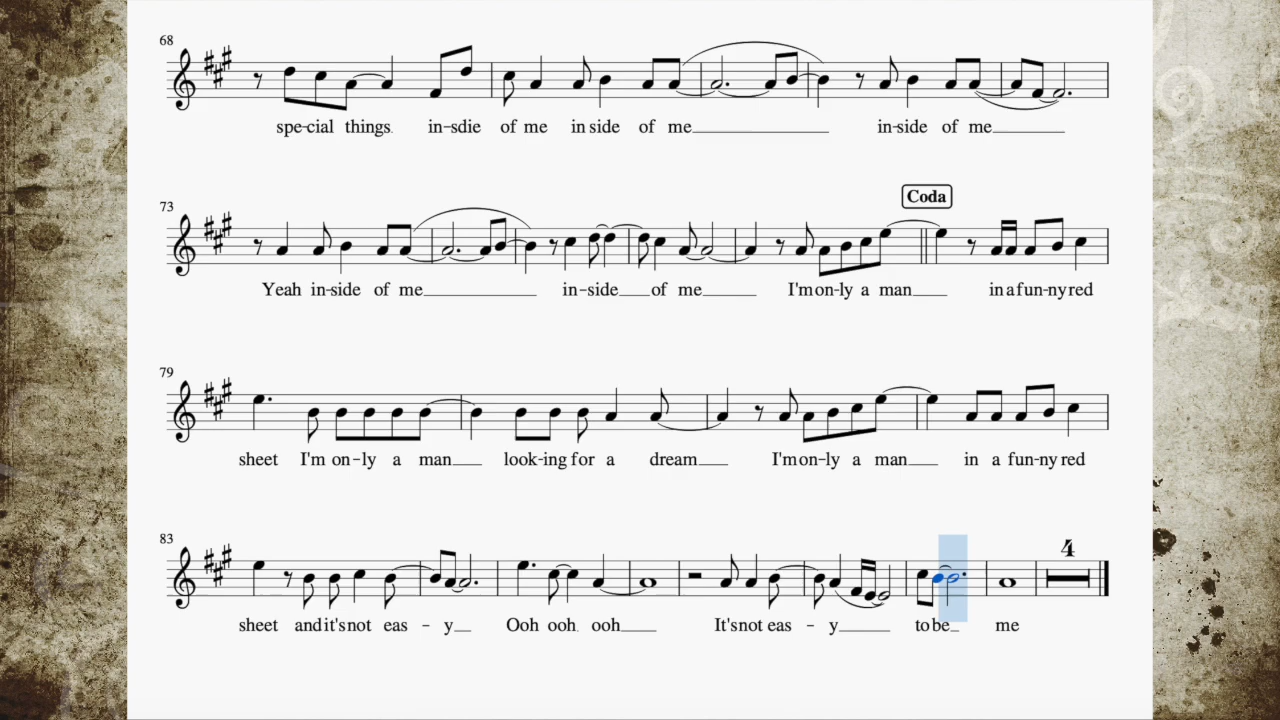 68
spe-cial things in-sdie of me in side of me in-side of me
Coda
73
Yeah in-side of me in-side of me I'm on-ly a man in a fun-ny red
79
sheet I'm on-ly a man look-ing for a dream I'm on-ly a man in a fun-ny red
83
4
sheet and it's not eas - y Ooh ooh ooh It's not eas - y to be me